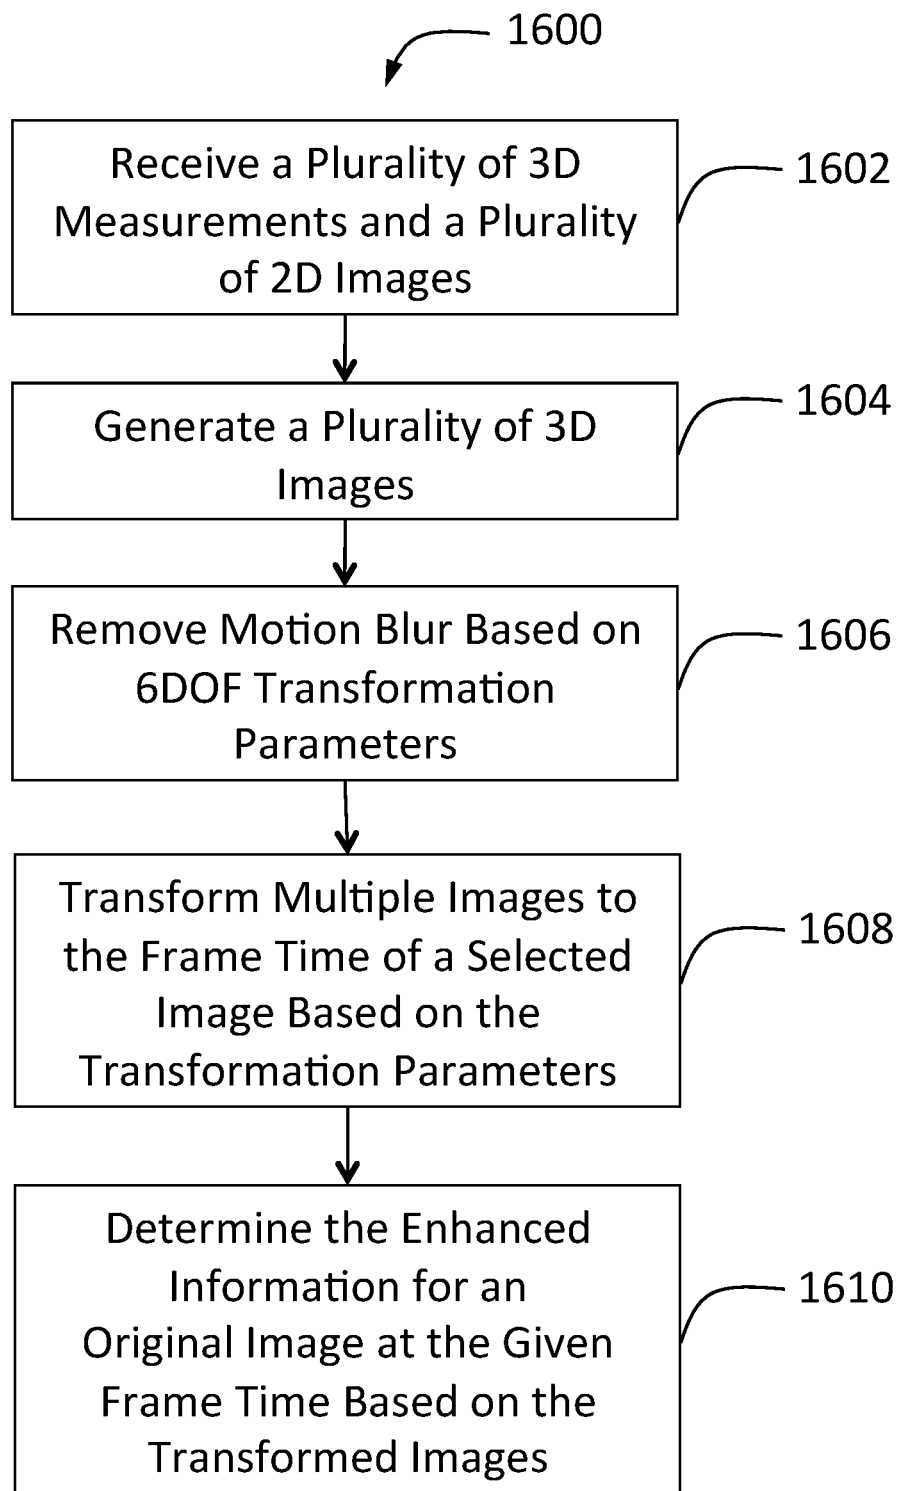 1600
Receive a Plurality of 3D
Measurements and a Plurality
of 2D Images
1602
Generate a Plurality of 3D
Images
1604
Remove Motion Blur Based on
6DOF Transformation
Parameters
1606
Transform Multiple Images to
the Frame Time of a Selected
Image Based on the
Transformation Parameters
1608
Determine the Enhanced
Information for an
Original Image at the Given
Frame Time Based on the
Transformed Images
1610